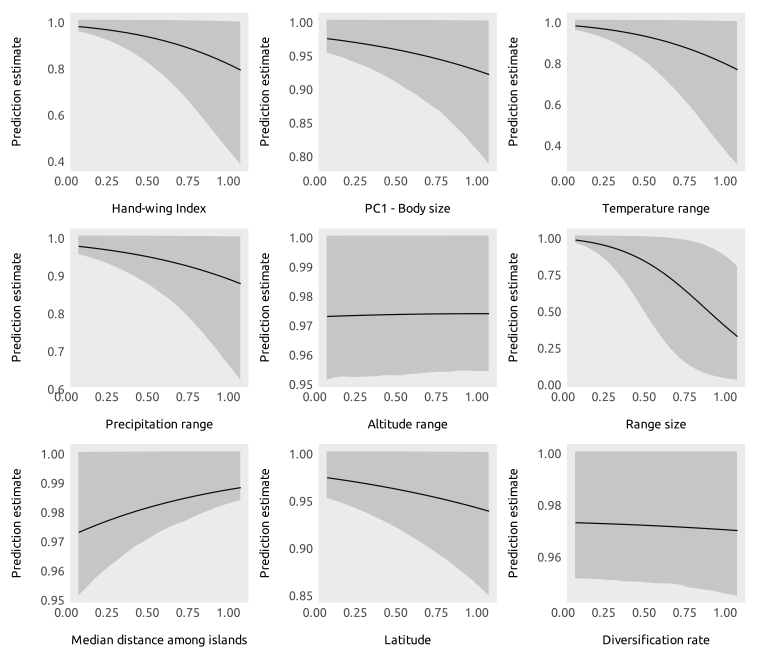 Prediction estimate
1.0
0.8
0.6
0.4
0.00 0.25 0.50 0.75 1.00
Hand-wing Index
Prediction estimate
1.00
0.95
0.90
0.85
0.80
0.00 0.25 0.50 0.75 1.00
PC1 - Body size
Prediction estimate
1.0
0.8
0.6
0.4
0.00 0.25 0.50 0.75 1.00
Temperature range
Prediction estimate
1.0
0.9
0.8
0.7
0.6
0.00 0.25 0.50 0.75 1.00
Precipitation range
Prediction estimate
1.00
0.99
0.98
0.97
0.96
0.95
0.00 0.25 0.50 0.75 1.00
Altitude range
Prediction estimate
1.00
0.75
0.50
0.25
0.00
0.00 0.25 0.50 0.75 1.00
Range size
Prediction estimate
1.00
0.99
0.98
0.97
0.96
0.95
0.00 0.25 0.50 0.75 1.00
Median distance among islands
Prediction estimate
1.00
0.95
0.90
0.85
0.00 0.25 0.50 0.75 1.00
Latitude
Prediction estimate
1.00
0.98
0.96
0.00 0.25 0.50 0.75 1.00
Diversification rate